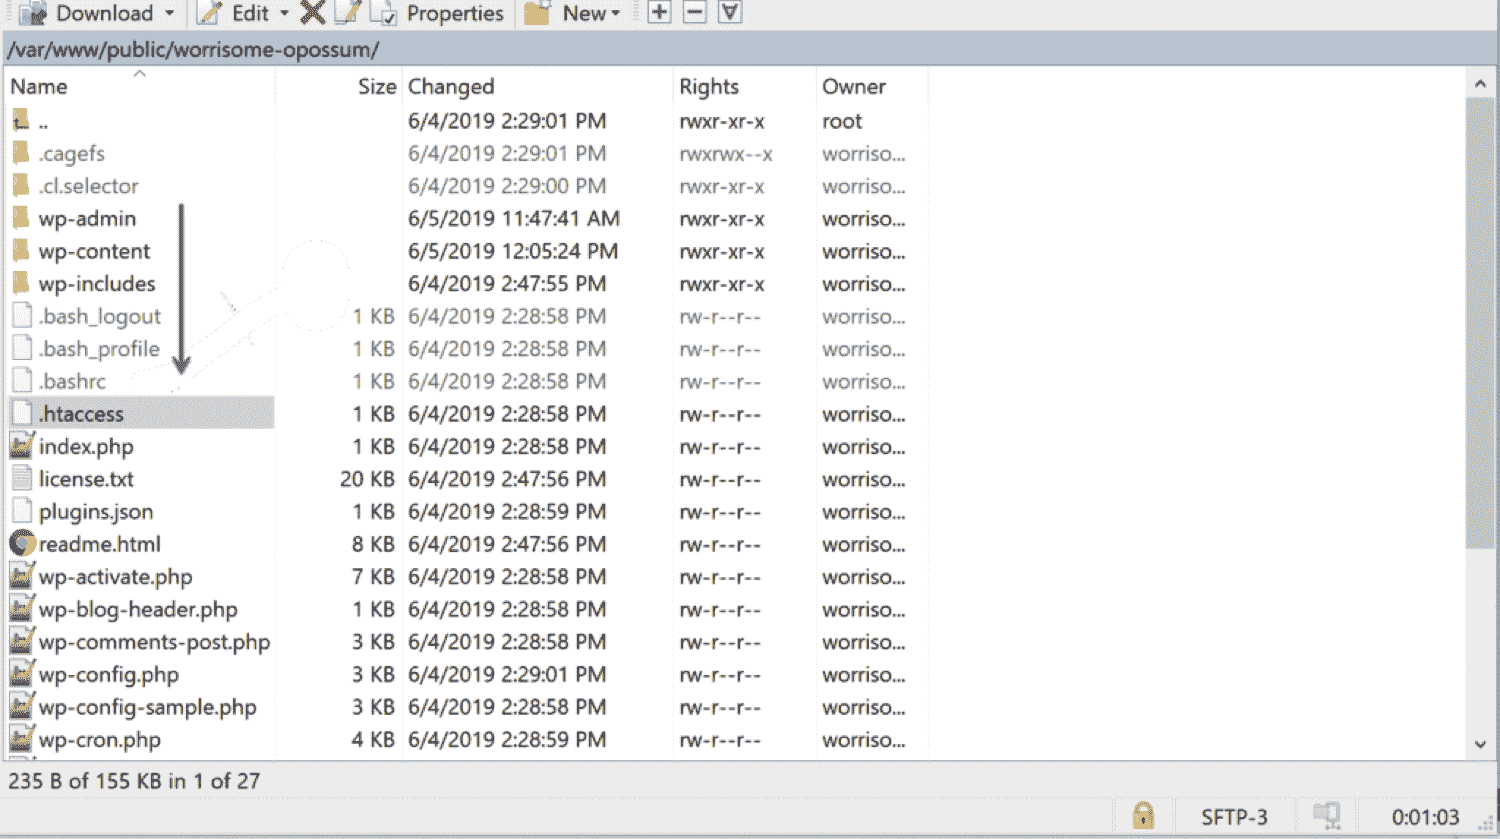 Download Edit Properties New
/var/www/public/worrisome-opossum/
Name Size Changed Rights Owner
.. 6/4/2019 2:29:01 PM rwxr-xr-x root
.cagefs 6/4/2019 2:29:01 PM rwxrwx--x worriso...
.cl.selector 6/4/2019 2:29:00 PM rwxr-xr-x worriso...
wp-admin 6/5/2019 11:47:41 AM rwxr-xr-x worriso...
wp-content 6/5/2019 12:05:24 PM rwxr-xr-x worriso...
wp-includes 6/4/2019 2:47:55 PM rwxr-xr-x worriso...
.bash_logout 1 KB 6/4/2019 2:28:58 PM rw-r--r-- worriso...
.bash_profile 1 KB 6/4/2019 2:28:58 PM rw-r--r-- worriso...
.bashrc 1 KB 6/4/2019 2:28:58 PM rw-r--r-- worriso...
.htaccess 1 KB 6/4/2019 2:28:58 PM rw-r--r-- worriso...
index.php 1 KB 6/4/2019 2:28:58 PM rw-r--r-- worriso...
license.txt 20 KB 6/4/2019 2:47:56 PM rw-r--r-- worriso...
plugins.json 1 KB 6/4/2019 2:28:59 PM rw-r--r-- worriso...
readme.html 8 KB 6/4/2019 2:47:56 PM rw-r--r-- worriso...
wp-activate.php 7 KB 6/4/2019 2:28:58 PM rw-r--r-- worriso...
wp-blog-header.php 1 KB 6/4/2019 2:28:58 PM rw-r--r-- worriso...
wp-comments-post.php 3 KB 6/4/2019 2:28:58 PM rw-r--r-- worriso...
wp-config.php 3 KB 6/4/2019 2:29:01 PM rw-r--r-- worriso...
wp-config-sample.php 3 KB 6/4/2019 2:28:58 PM rw-r--r-- worriso...
wp-cron.php 4 KB 6/4/2019 2:28:59 PM rw-r--r-- worriso...
235 B of 155 KB in 1 of 27
SFTP-3 0:01:03